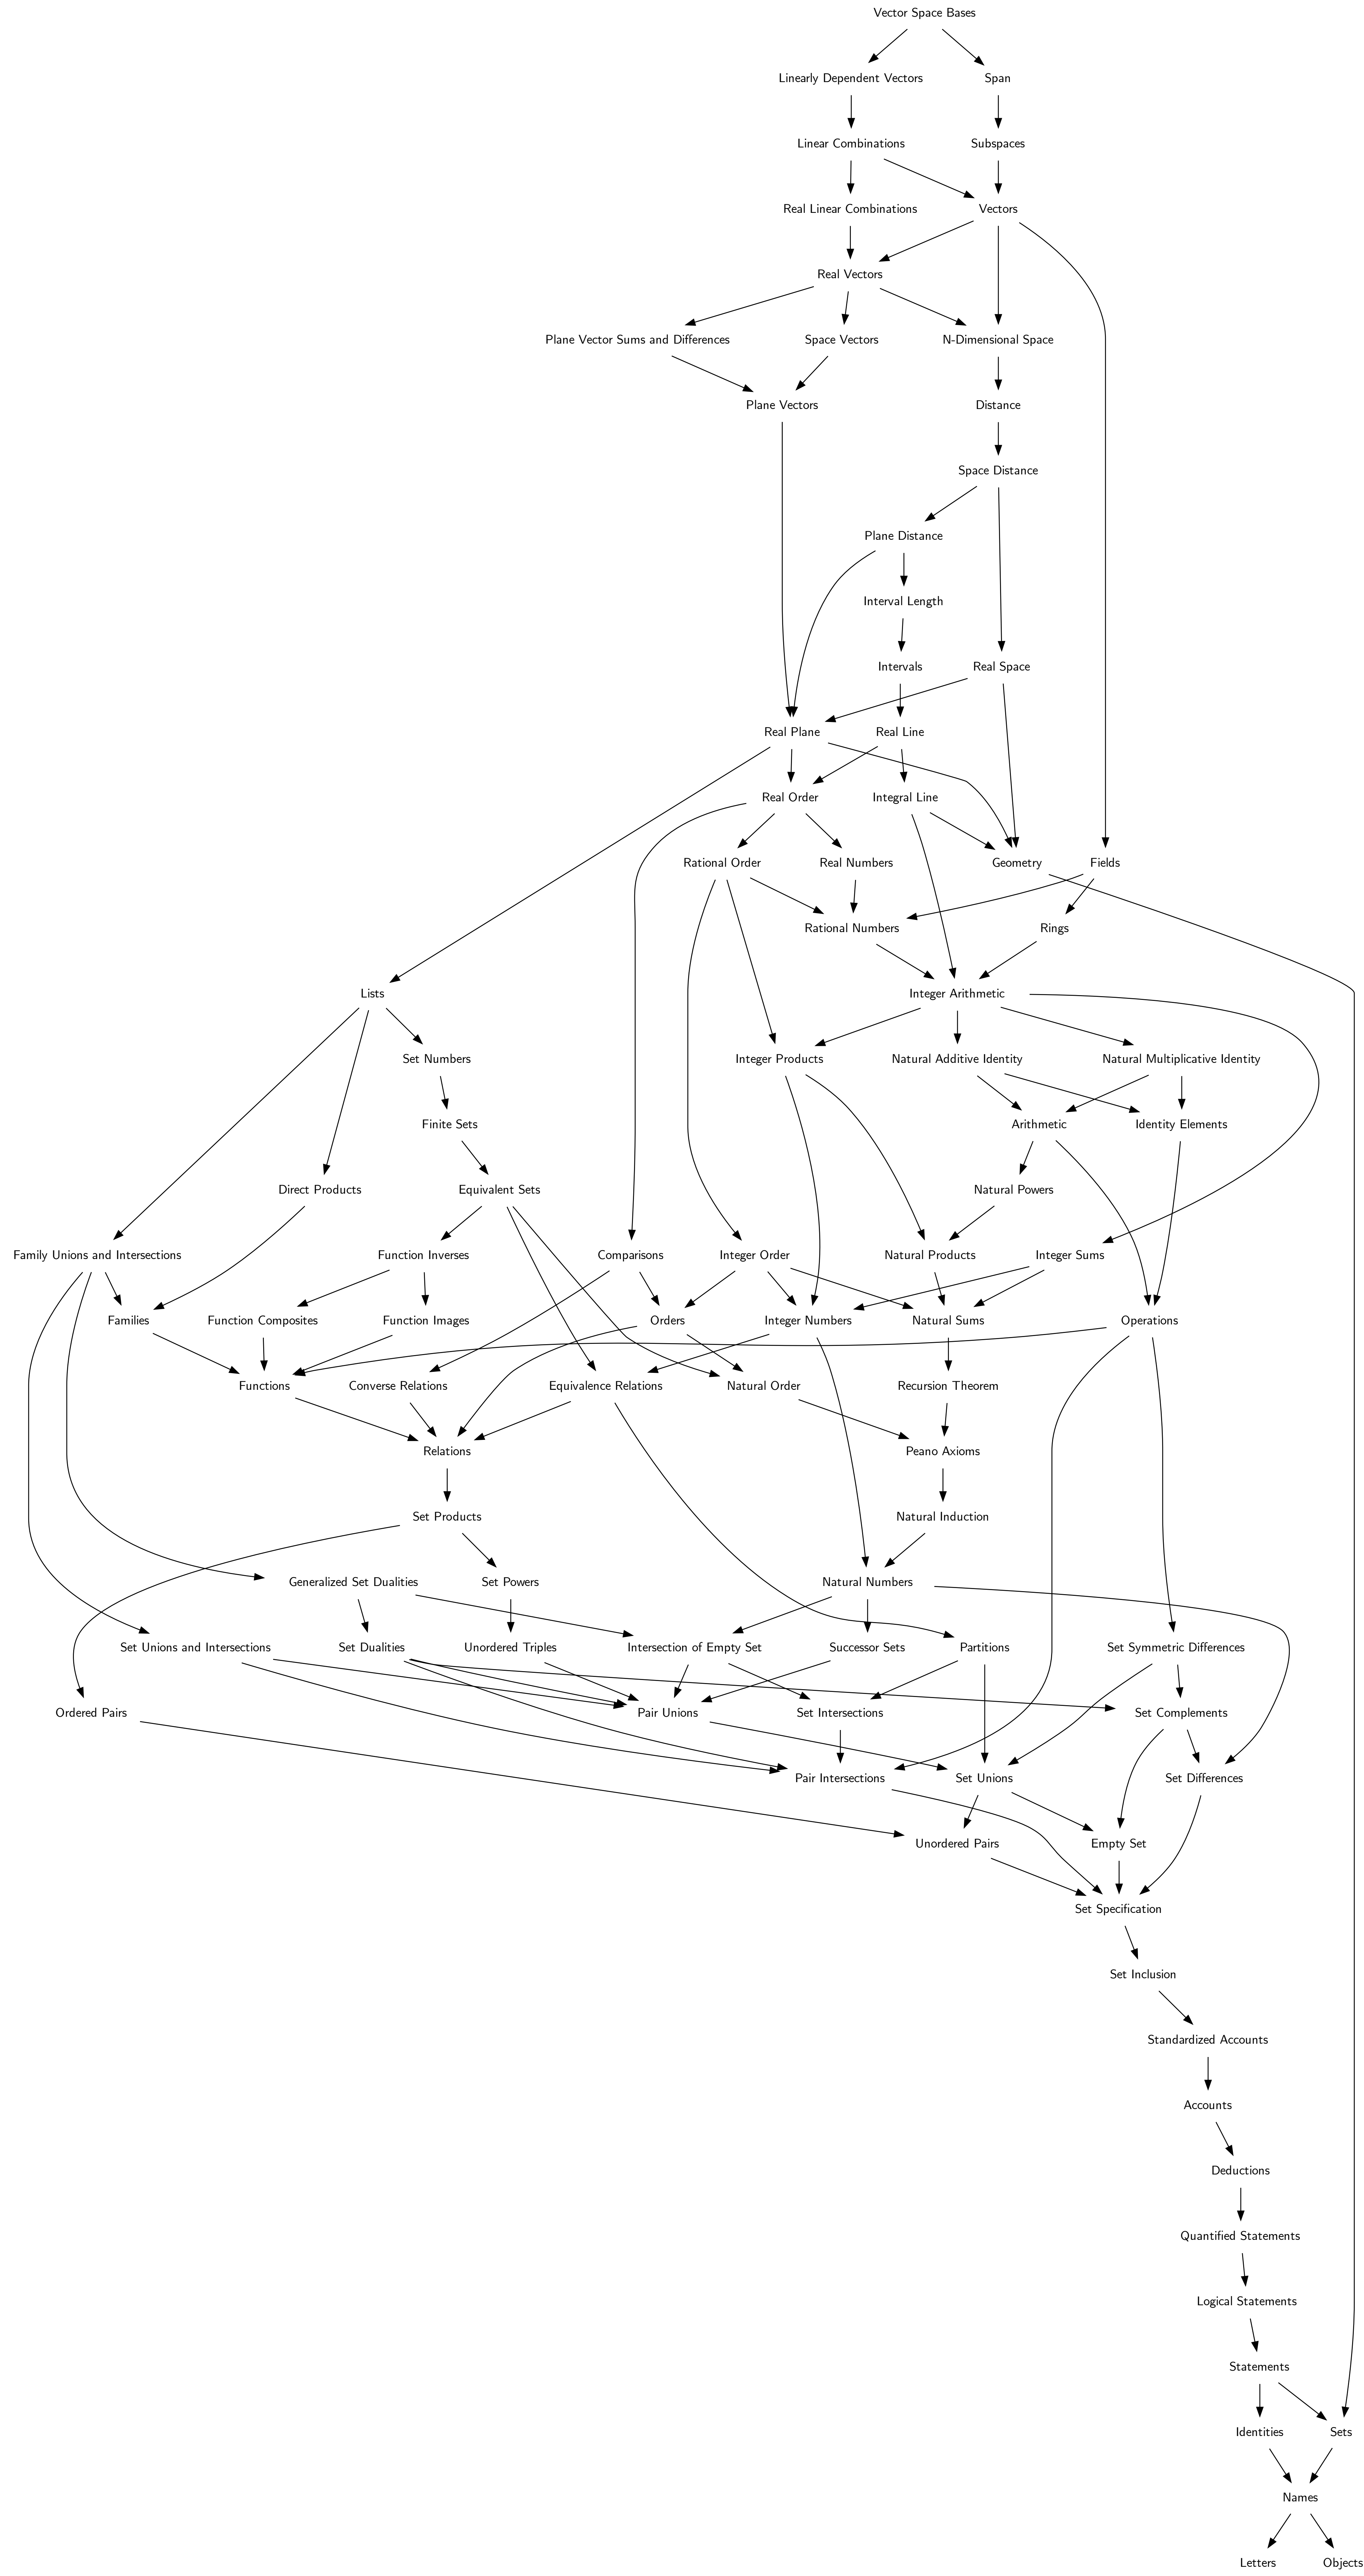 Vector Space Bases
Linearly Dependent Vectors
Span
Linear Combinations
Subspaces
Real Linear Combinations
Vectors
Real Vectors
Plane Vector Sums and Differences
Space Vectors
N-Dimensional Space
Plane Vectors
Distance
Space Distance
Plane Distance
Interval Length
Intervals
Real Space
Real Plane
Real Line
Real Order
Integral Line
Rational Order
Real Numbers
Geometry
Fields
Rational Numbers
Rings
Lists
Integer Arithmetic
Set Numbers
Integer Products
Natural Additive Identity
Natural Multiplicative Identity
Finite Sets
Arithmetic
Identity Elements
Direct Products
Equivalent Sets
Natural Powers
Family Unions and Intersections
Function Inverses
Comparisons
Integer Order
Natural Products
Integer Sums
Families
Function Composites
Function Images
Orders
Integer Numbers
Natural Sums
Operations
Functions
Converse Relations
Equivalence Relations
Natural Order
Recursion Theorem
Relations
Peano Axioms
Set Products
Natural Induction
Generalized Set Dualities
Set Powers
Natural Numbers
Set Unions and Intersections
Set Dualities
Unordered Triples
Intersection of Empty Set
Successor Sets
Partitions
Set Symmetric Differences
Ordered Pairs
Pair Unions
Set Intersections
Set Complements
Pair Intersections
Set Unions
Set Differences
Unordered Pairs
Empty Set
Set Specification
Set Inclusion
Standardized Accounts
Accounts
Deductions
Quantified Statements
Logical Statements
Statements
Identities
Sets
Names
Letters
Objects